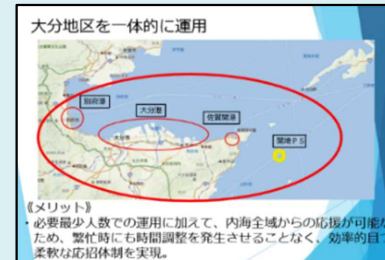 大分地区を一体的に運用
別府港
大分港
佐賀関港
関埼PS
大分港
《メリット》
・必要最少人数での運用に加えて、内海全域からの応援が可能な
ため、繁忙時にも時間調整を発生させることなく、効率的且つ
柔軟な応招体制を実現。